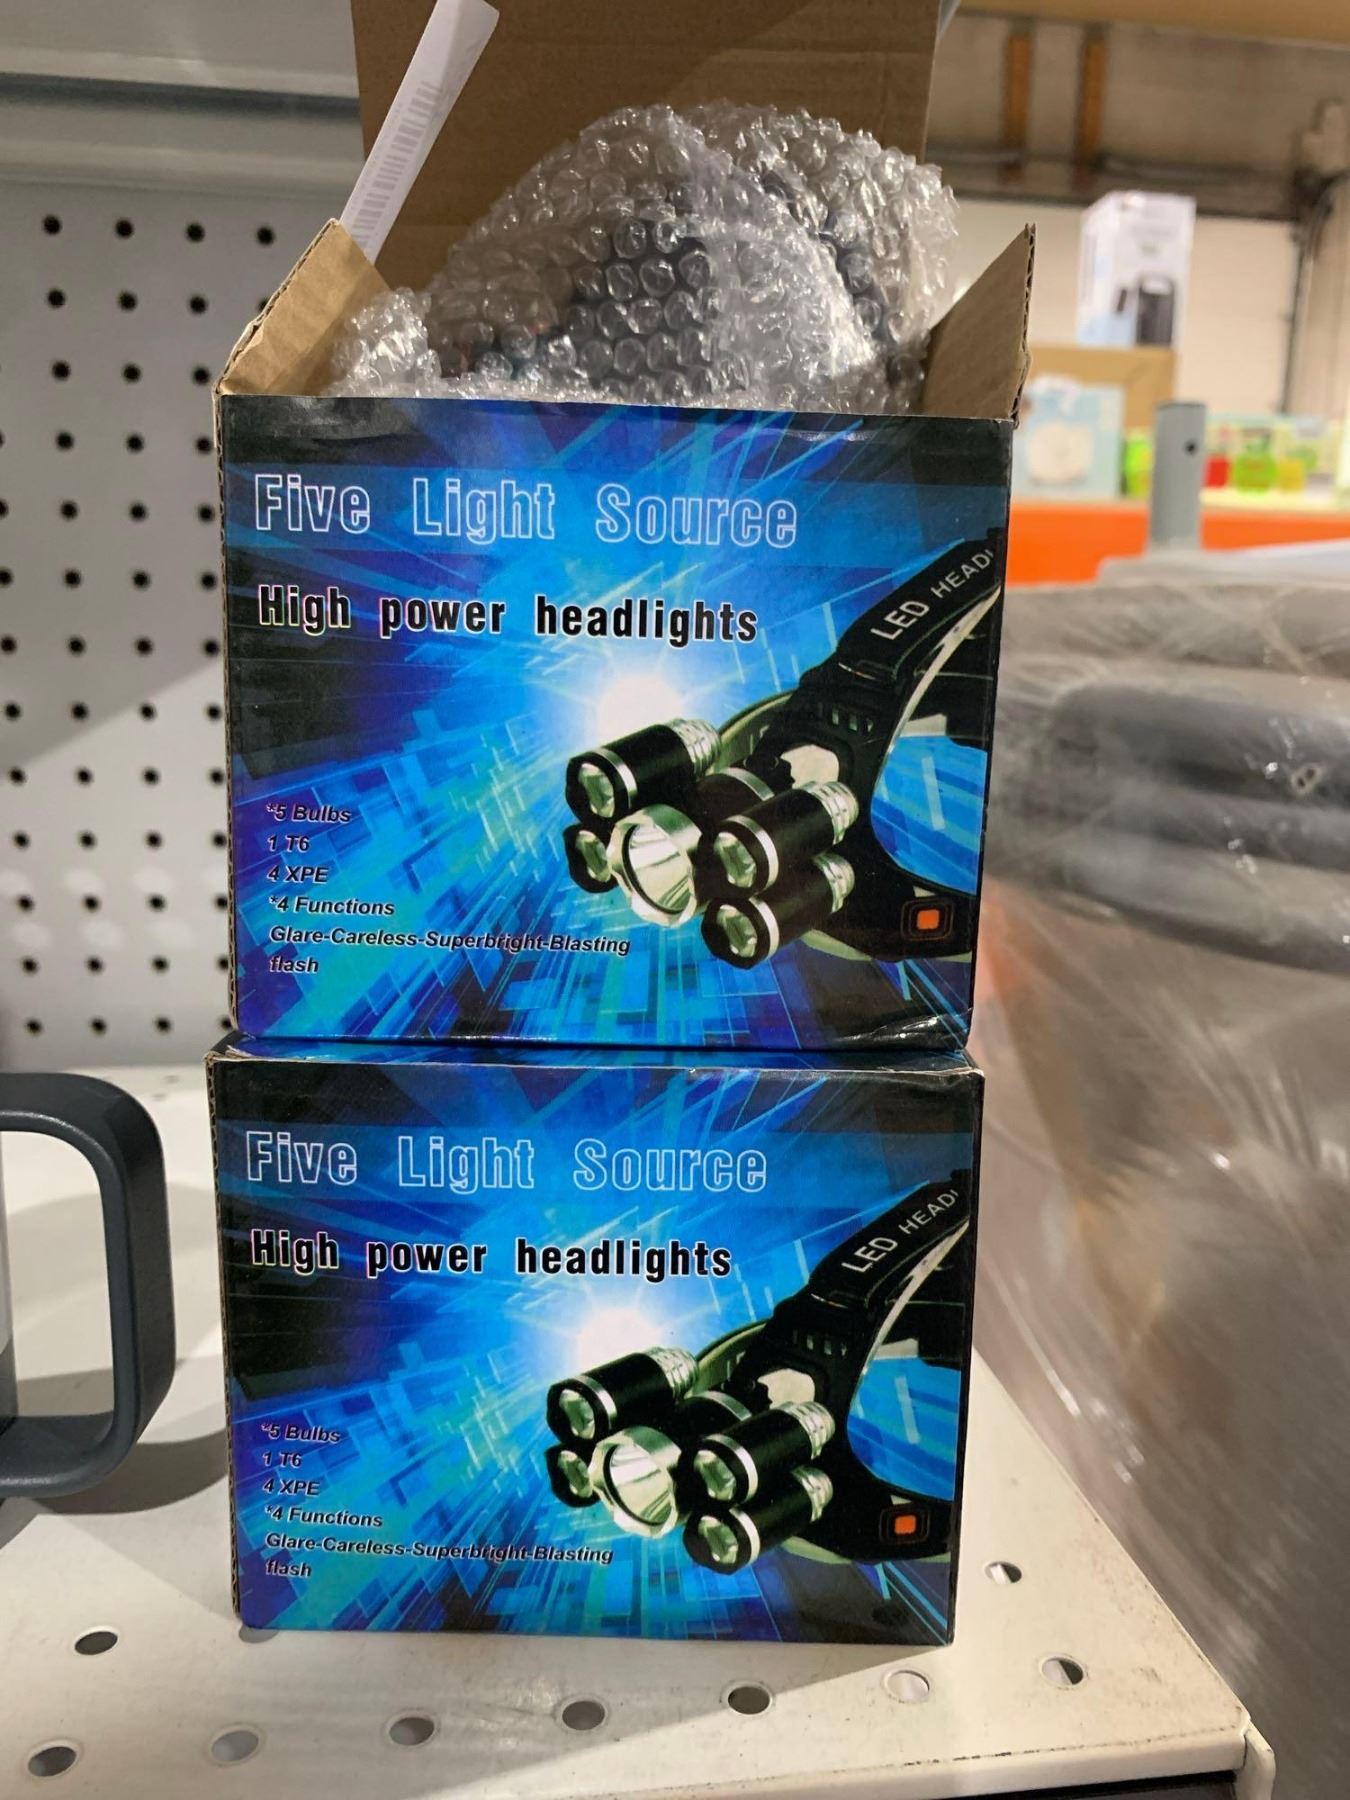 Five Light Source
High power headlights
LED HEAD
*5 Bulbs
1 T6
4 XPE
*4 Functions
Glare-Careless-Superbright-Blasting
flash
Five Light Source
High power headlights
LED HEAD
*5 Bulbs
1 T6
4 XPE
*4 Functions
Glare-Careless-Superbright-Blasting
flash